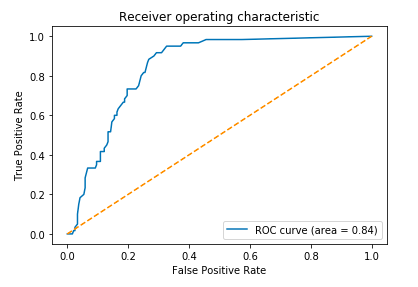 Receiver operating characteristic
True Positive Rate
1.0
0.8
0.6
0.4
0.2
0.0
ROC curve (area = 0.84)
0.0 0.2 0.4 0.6 0.8 1.0
False Positive Rate